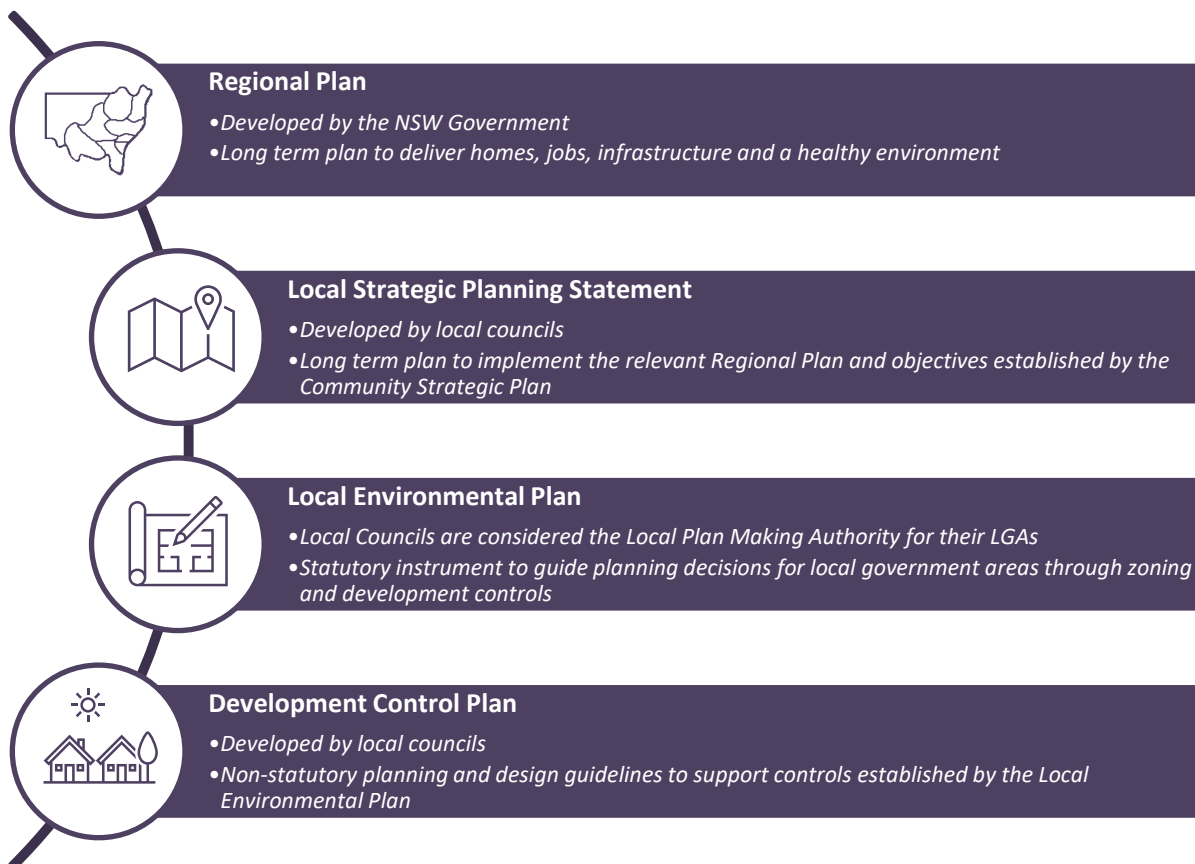 Regional Plan
•Developed by the NSW Government
•Long term plan to deliver homes, jobs, infrastructure and a healthy environment
Local Strategic Planning Statement
•Developed by local councils
•Long term plan to implement the relevant Regional Plan and objectives established by the
Community Strategic Plan
Local Environmental Plan
•Local Councils are considered the Local Plan Making Authority for their LGAs
•Statutory instrument to guide planning decisions for local government areas through zoning
and development controls
Development Control Plan
•Developed by local councils
•Non-statutory planning and design guidelines to support controls established by the Local
Environmental Plan